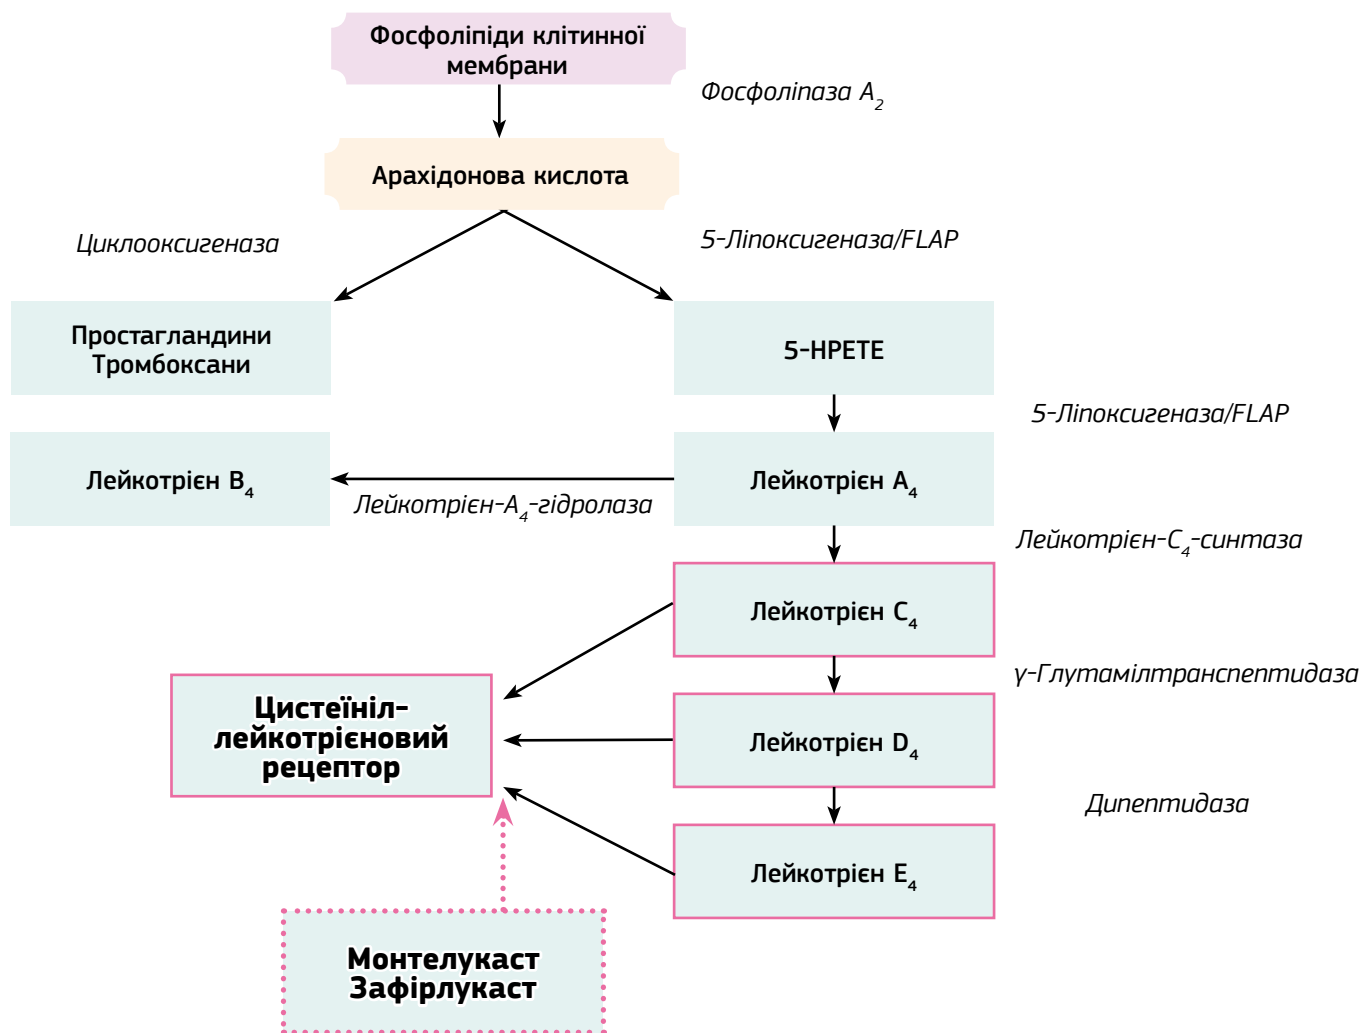 Фосфоліпіди клітинної
мембрани
Фосфоліпаза A₂
Арахідонова кислота
Циклооксигеназа
5-Ліпоксигеназа/FLAP
Простагландини
Тромбоксани
5-HPETE
5-Ліпоксигеназа/FLAP
Лейкотрієн B₄
Лейкотрієн A₄
Лейкотрієн-A₄-гідролаза
Лейкотрієн-C₄-синтаза
Лейкотрієн C₄
γ-Глутамілтранспептидаза
Цистеїніл-
лейкотрієновий
рецептор
Лейкотрієн D₄
Дипептидаза
Лейкотрієн E₄
Монтелукаст
Зафірлукаст